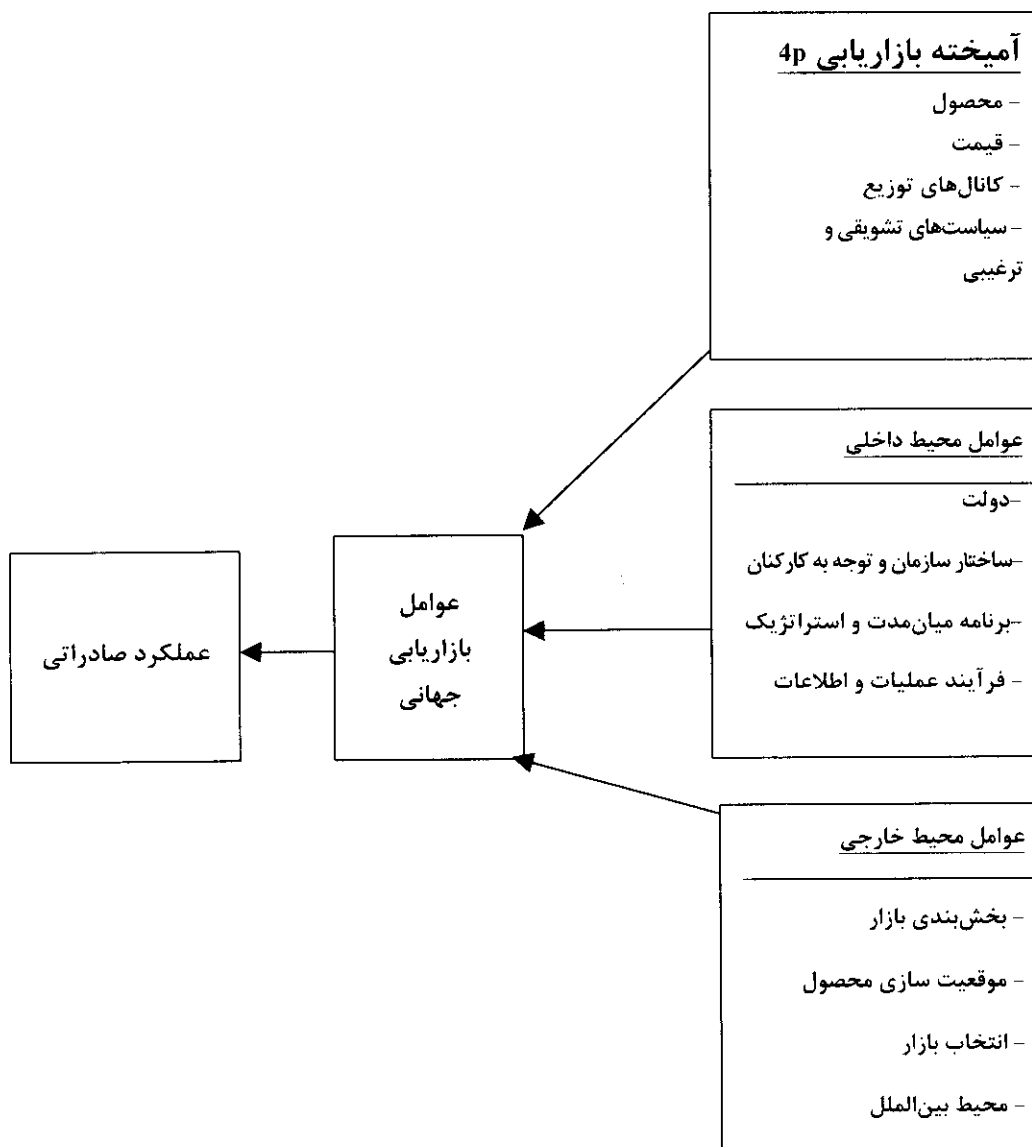 آمیخته بازاریابی 4p
- محصول
- قیمت
- کانال‌های توزیع
- سیاست‌های تشویقی و
ترغیبی
عوامل محیط داخلی
-دولت
-ساختار سازمان و توجه به کارکنان
-برنامه میان‌مدت و استراتژیک
- فرآیند عملیات و اطلاعات
عوامل محیط خارجی
- بخش‌بندی بازار
- موقعیت سازی محصول
- انتخاب بازار
- محیط بین‌الملل
عوامل
بازاریابی
جهانی
عملکرد صادراتی